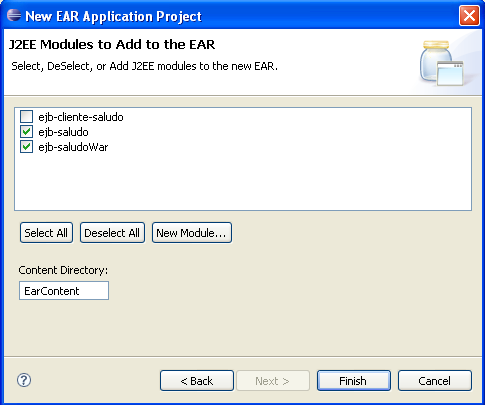 New EAR Application Project
J2EE Modules to Add to the EAR
Select, DeSelect, or Add J2EE modules to the new EAR.
ejb-cliente-saludo
ejb-saludo
ejb-saludoWar
Select All Deselect All New Module...
Content Directory:
EarContent
? < Back Next > Finish Cancel